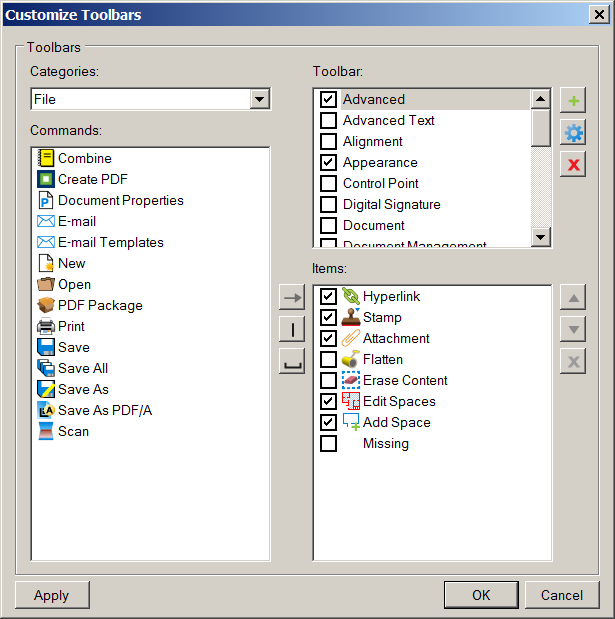 Customize Toolbars
Toolbars
Categories:
File
Commands:
Combine
Create PDF
Document Properties
E-mail
E-mail Templates
New
Open
PDF Package
Print
Save
Save All
Save As
Save As PDF/A
Scan
Toolbar:
Advanced
Advanced Text
Alignment
Appearance
Control Point
Digital Signature
Document
Document Management
Items:
Hyperlink
Stamp
Attachment
Flatten
Erase Content
Edit Spaces
Add Space
Missing
Apply
OK
Cancel